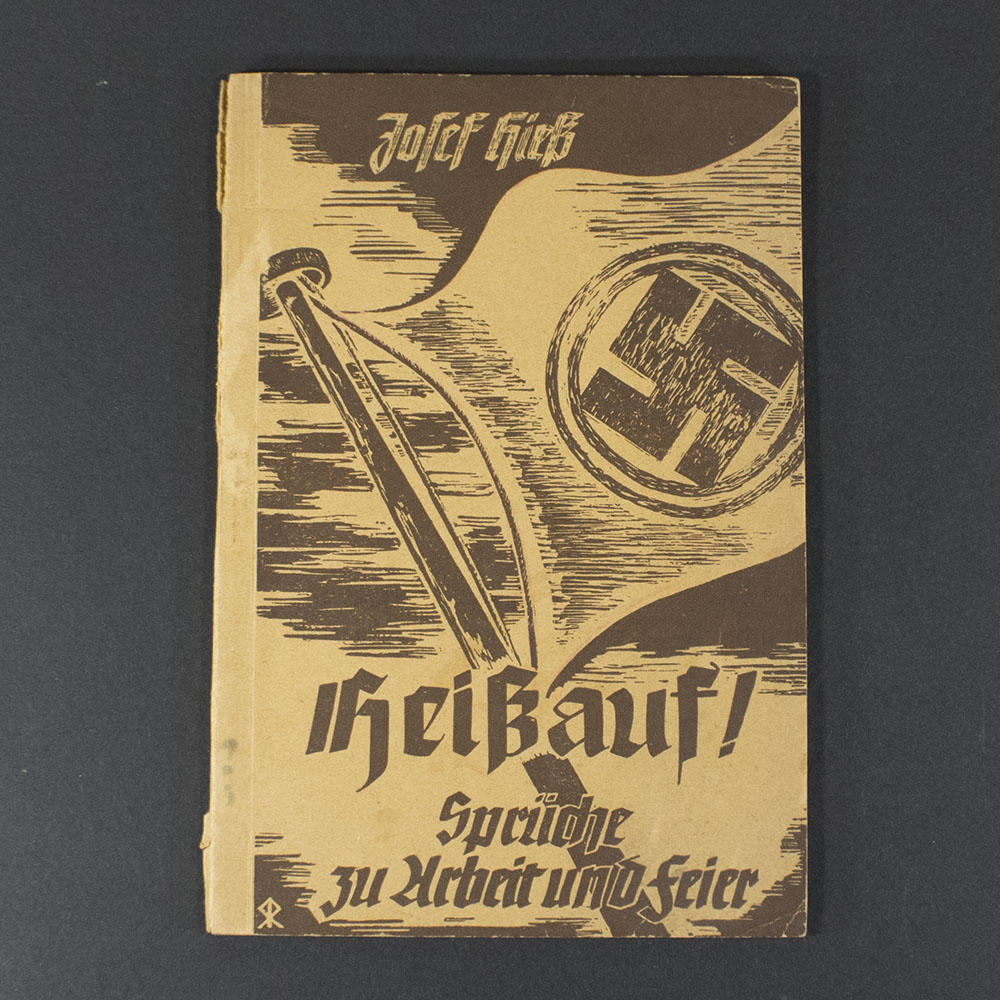 Josef Hieß
Heißauf!
Sprüche
zu Arbeit und Feier